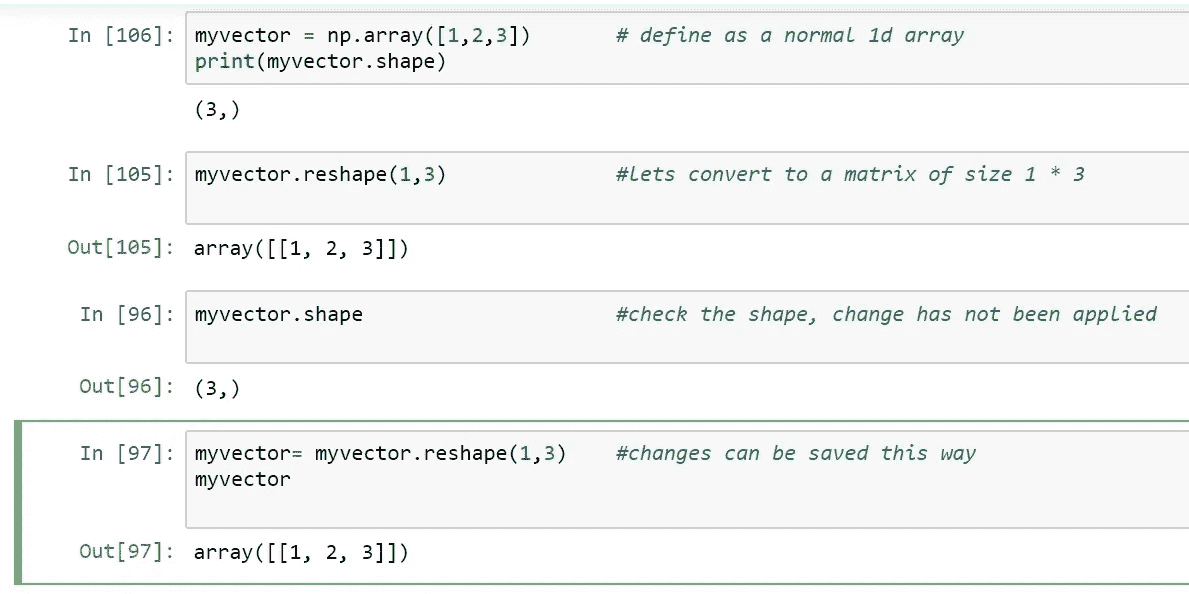 In [106]: myvector = np.array([1,2,3]) # define as a normal 1d array
print(myvector.shape)
(3,)
In [105]: myvector.reshape(1,3) #lets convert to a matrix of size 1 * 3
Out[105]: array([[1, 2, 3]])
In [96]: myvector.shape #check the shape, change has not been applied
Out[96]: (3,)
In [97]: myvector= myvector.reshape(1,3) #changes can be saved this way
myvector
Out[97]: array([[1, 2, 3]])